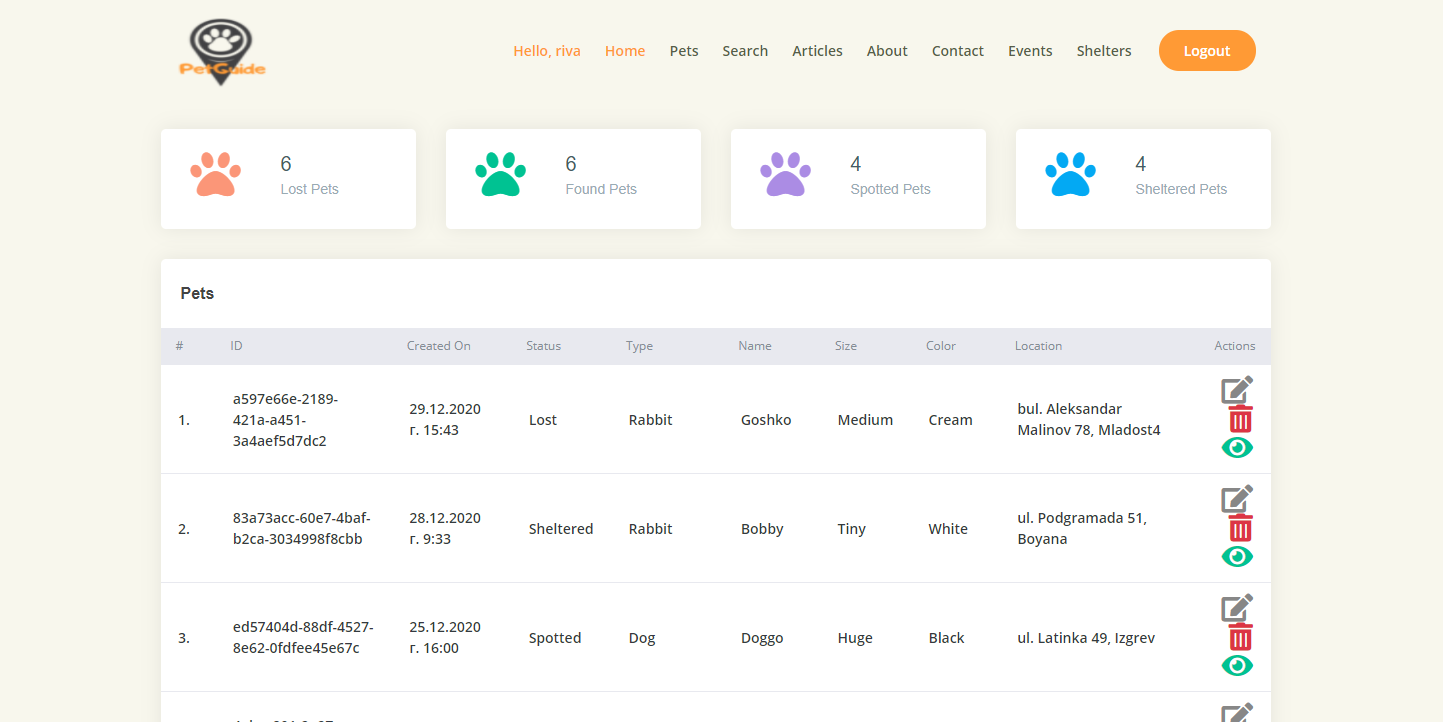 PetGuide
Hello, riva Home Pets Search Articles About Contact Events Shelters Logout
6
Lost Pets
6
Found Pets
4
Spotted Pets
4
Sheltered Pets
Pets
# ID Created On Status Type Name Size Color Location Actions
1. a597e66e-2189-
421a-a451-
3a4aef5d7dc2
29.12.2020
г. 15:43
Lost Rabbit Goshko Medium Cream
bul. Aleksandar
Malinov 78, Mladost4
2. 83a73acc-60e7-4baf-
b2ca-3034998f8cbb
28.12.2020
г. 9:33
Sheltered Rabbit Bobby Tiny White
ul. Podgramada 51,
Boyana
3. ed57404d-88df-4527-
8e62-0fdfee45e67c
25.12.2020
г. 16:00
Spotted Dog Doggo Huge Black
ul. Latinka 49, Izgrev